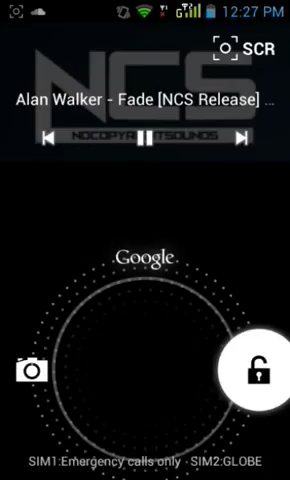 12:27 PM
SCR
NCS
Alan Walker - Fade [NCS Release] ...
NOCOPYRIGHTSOUNDS
Google
SIM1:Emergency calls only SIM2:GLOBE